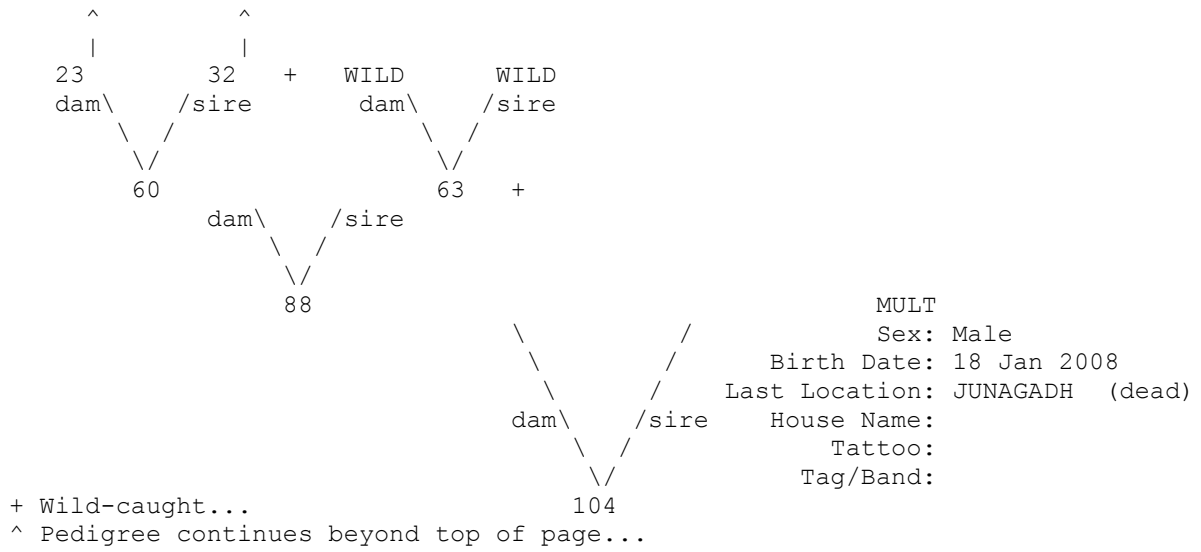 ^ ^
| |
23 32 + WILD WILD
dam\ /sire dam\ /sire
\ / \ /
\/ \/
60 63 +
dam\ /sire
\ /
\/
88 MULT
\ / Sex: Male
\ / Birth Date: 18 Jan 2008
\ / Last Location: JUNAGADH (dead)
dam\ /sire House Name:
\ / Tattoo:
\/ Tag/Band:
+ Wild-caught... 104
^ Pedigree continues beyond top of page...